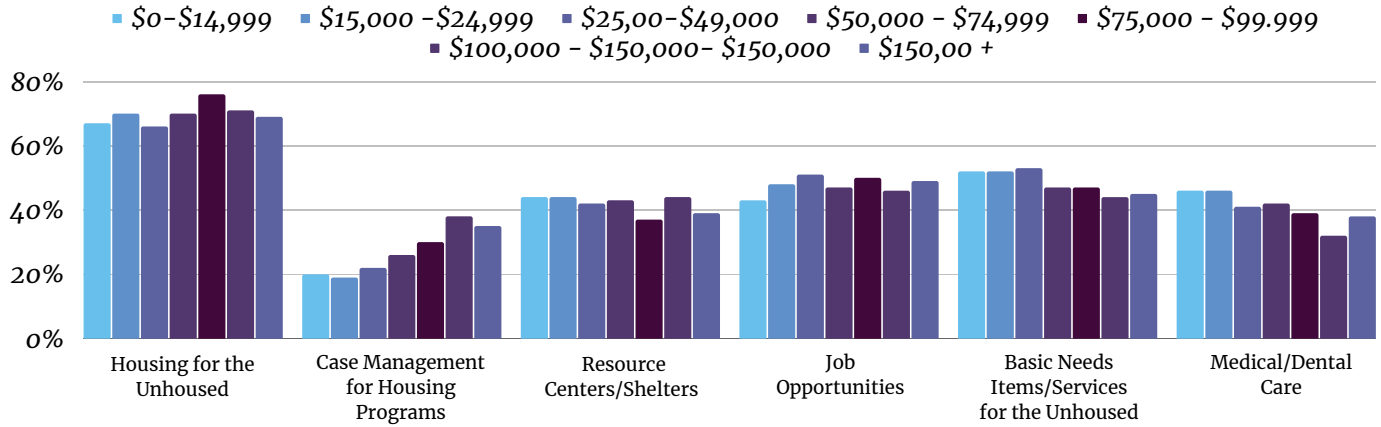 $0-$14,999 $15,000 -$24,999 $25,00-$49,000 $50,000 - $74,999 $75,000 - $99.999
$100,000 - $150,000- $150,000 $150,00 +
80%
60%
40%
20%
0%
Housing for the
Unhoused
Case Management
for Housing
Programs
Resource
Centers/Shelters
Job
Opportunities
Basic Needs
Items/Services
for the Unhoused
Medical/Dental
Care